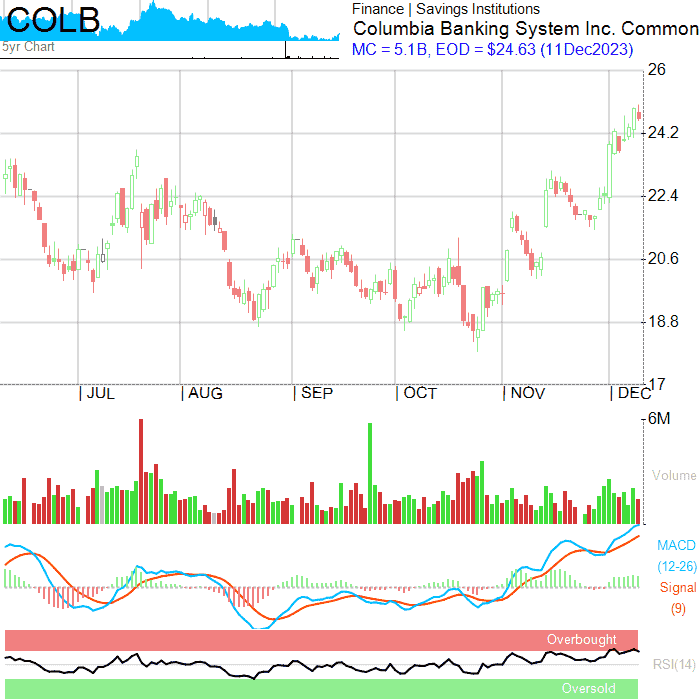 COLB
5yr Chart
Finance | Savings Institutions
Columbia Banking System Inc. Common
MC = 5.1B, EOD = $24.63 (11Dec2023)
26
24.2
22.4
20.6
18.8
17
| JUL | AUG | SEP | OCT | NOV | DEC
6M
Volume
MACD
(12-26)
Signal
(9)
Overbought
RSI(14)
Oversold